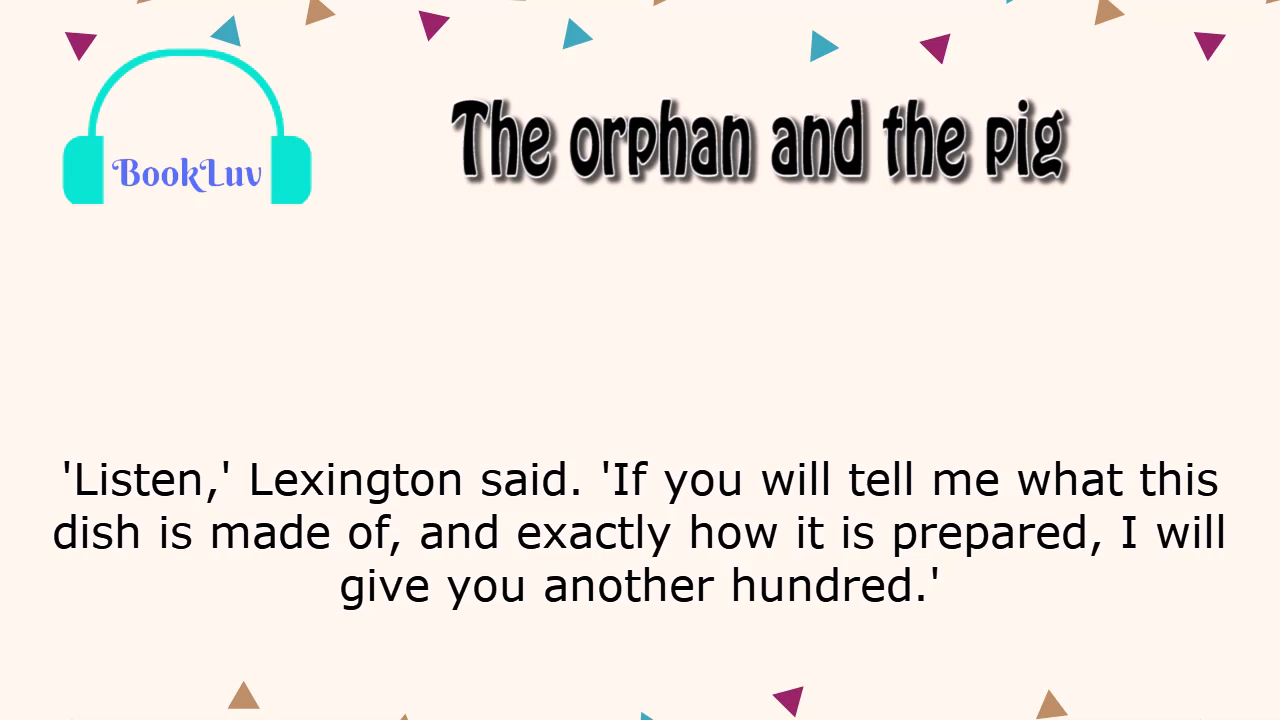 The orphan and the pig
BookLuv
'Listen,' Lexington said. 'If you will tell me what this
dish is made of, and exactly how it is prepared, I will
give you another hundred.'